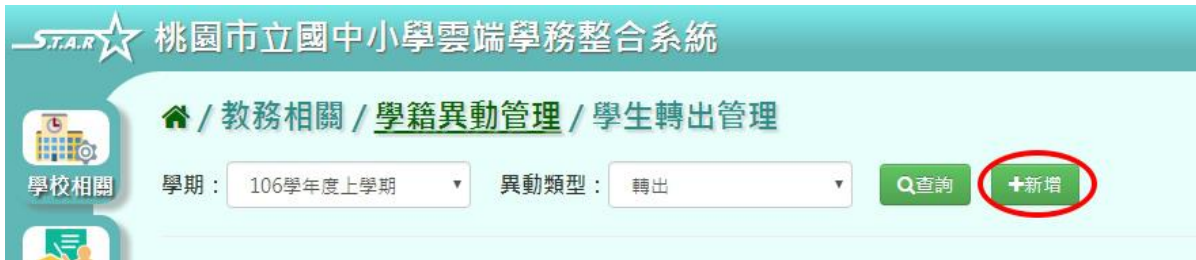 S.T.A.R 桃園市立國中小學雲端學務整合系統
/ 教務相關 / 學籍異動管理 / 學生轉出管理
學校相關
學期： 106學年度上學期 異動類型： 轉出 查詢 +新增